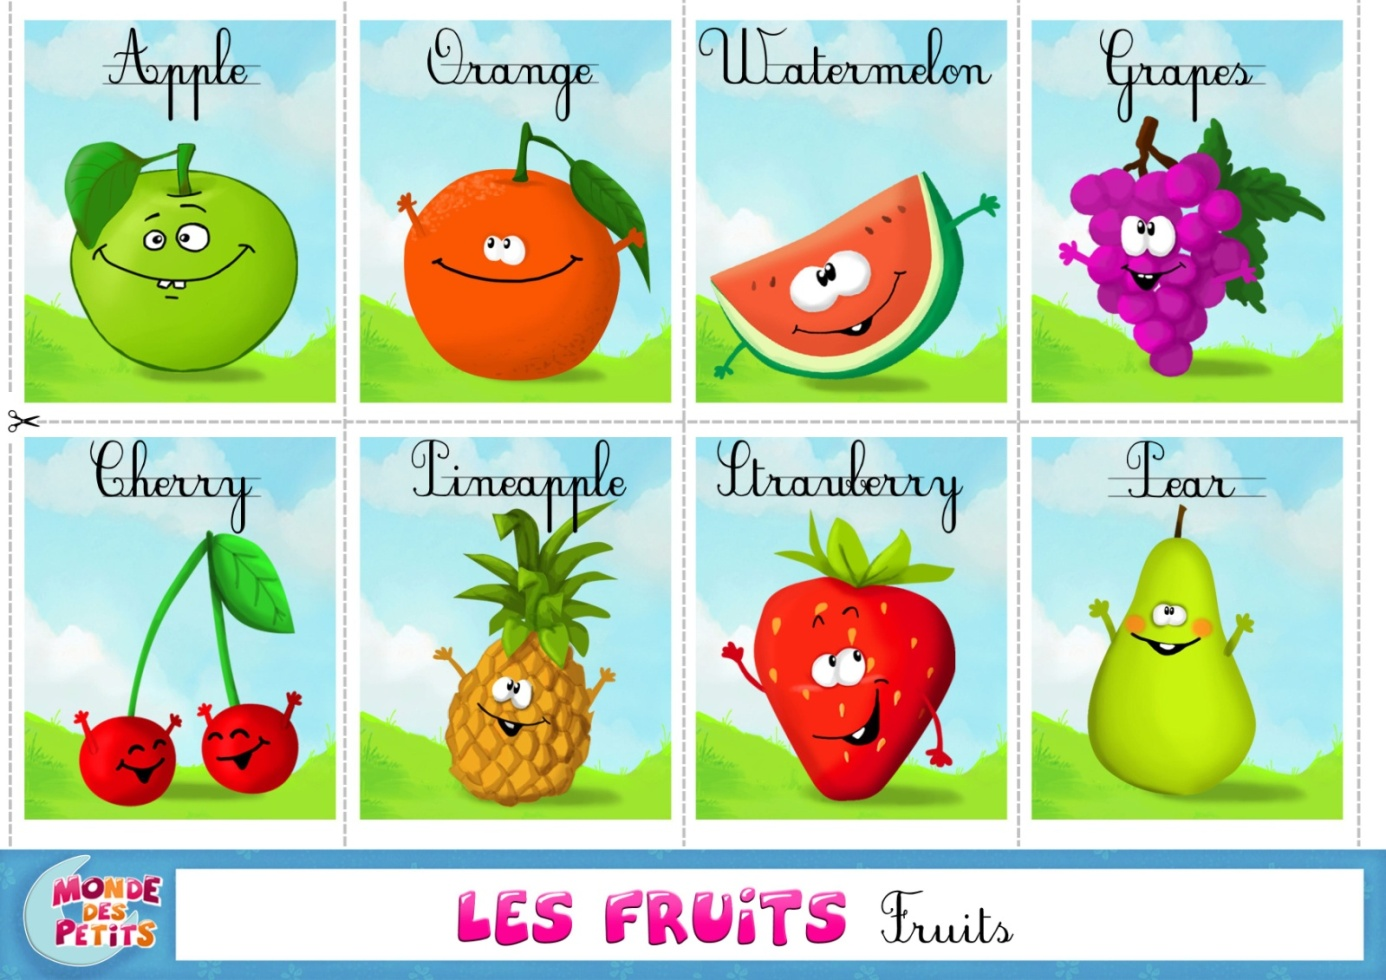 Apple
Orange
Watermelon
Grapes
Cherry
Pineapple
Strawberry
Pear
MONDE
DES
PETiTS
LES FRUiTS Fruits